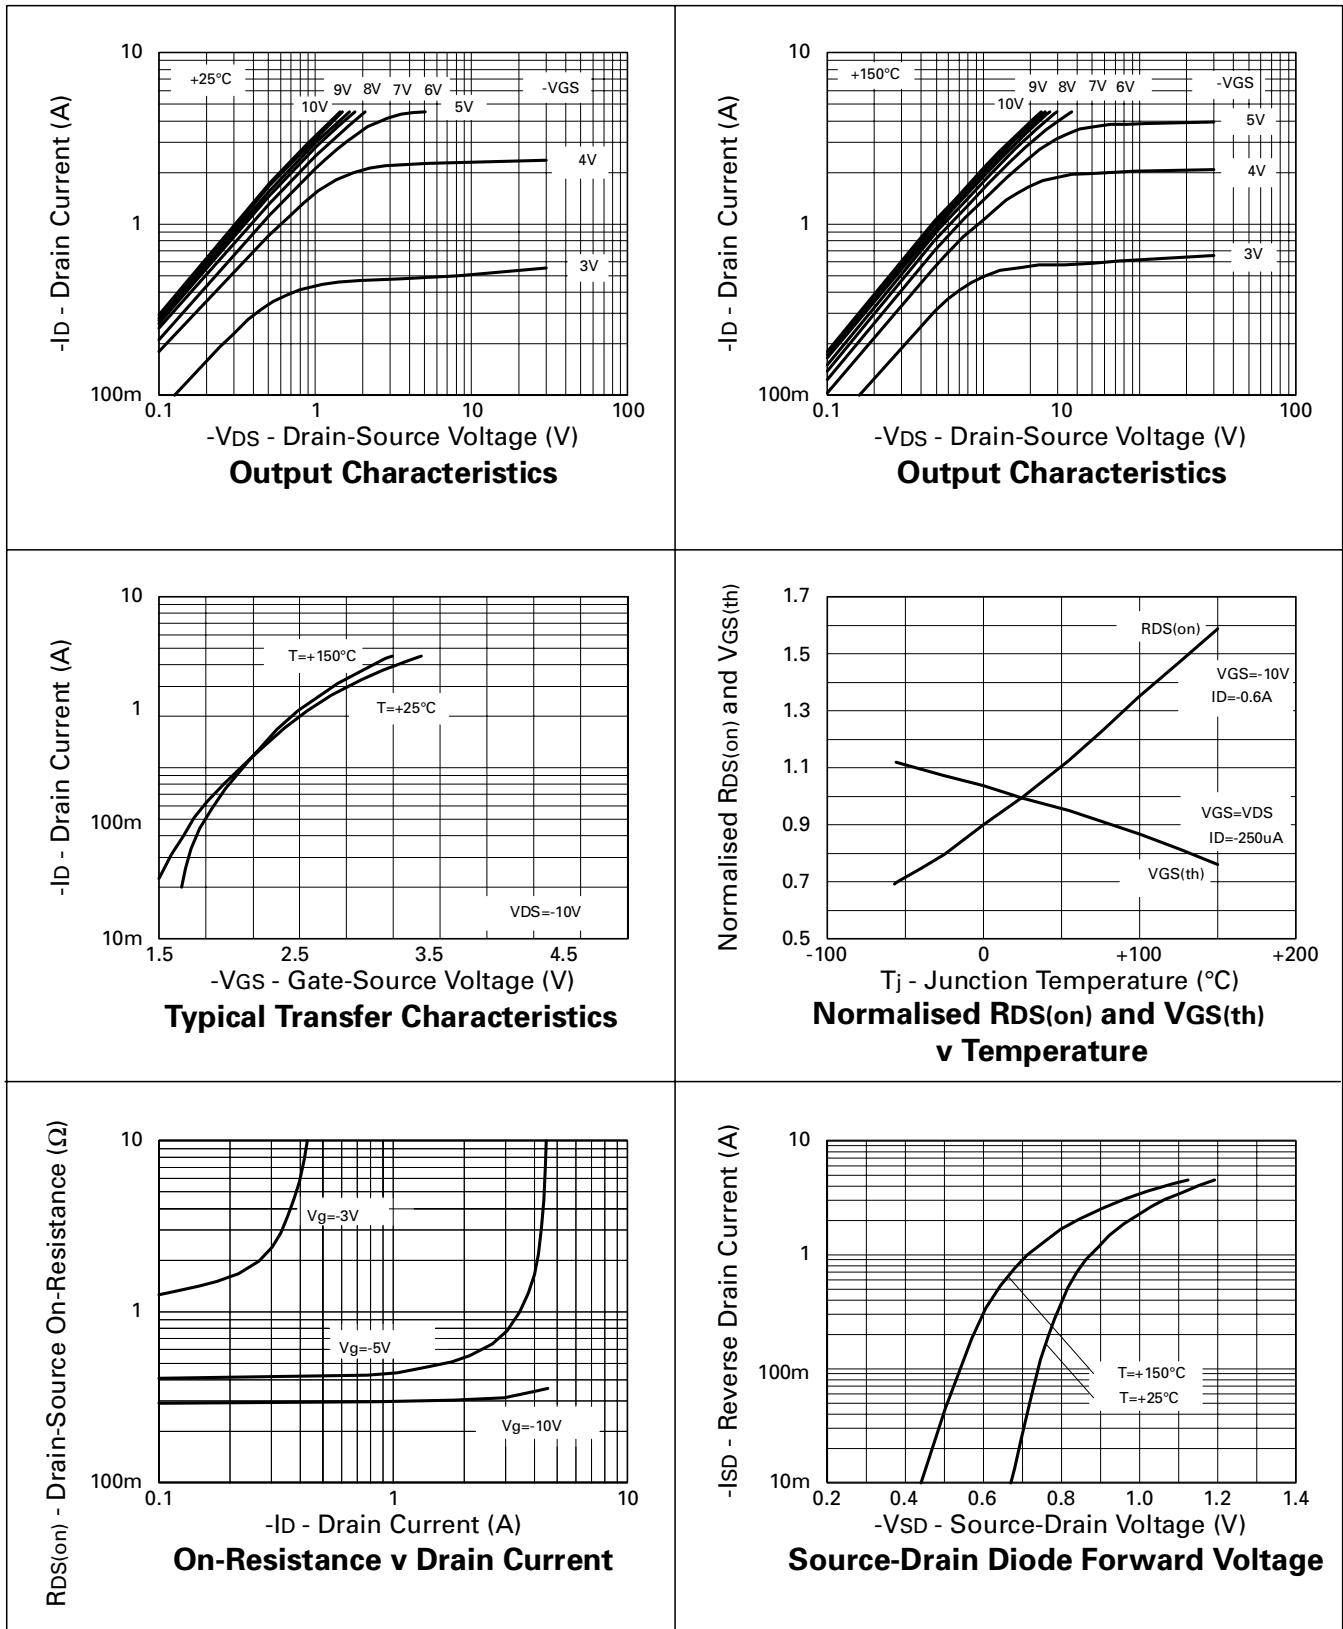 10
1
100m
-ID - Drain Current (A)
+25°C
10V
9V
8V
7V
6V
5V
-VGS
4V
3V
0.1
1
10
100
-VDS - Drain-Source Voltage (V)
Output Characteristics
10
1
100m
-ID - Drain Current (A)
+150°C
10V
9V
8V
7V
6V
-VGS
5V
4V
3V
0.1
10
100
-VDS - Drain-Source Voltage (V)
Output Characteristics
10
1
100m
10m
-ID - Drain Current (A)
T=+150°C
T=+25°C
VDS=-10V
1.5
2.5
3.5
4.5
-VGS - Gate-Source Voltage (V)
Typical Transfer Characteristics
1.7
1.5
1.3
1.1
0.9
0.7
0.5
Normalised RDS(on) and VGS(th)
RDS(on)
VGS=-10V
ID=-0.6A
VGS=VDS
ID=-250uA
VGS(th)
-100
0
+100
+200
Tj - Junction Temperature (°C)
Normalised RDS(on) and VGS(th)
v Temperature
10
1
100m
RDS(on) - Drain-Source On-Resistance (Ω)
Vg=-3V
Vg=-5V
Vg=-10V
0.1
1
10
-ID - Drain Current (A)
On-Resistance v Drain Current
10
1
100m
10m
-ISD - Reverse Drain Current (A)
T=+150°C
T=+25°C
0.2
0.4
0.6
0.8
1.0
1.2
1.4
-VSD - Source-Drain Voltage (V)
Source-Drain Diode Forward Voltage